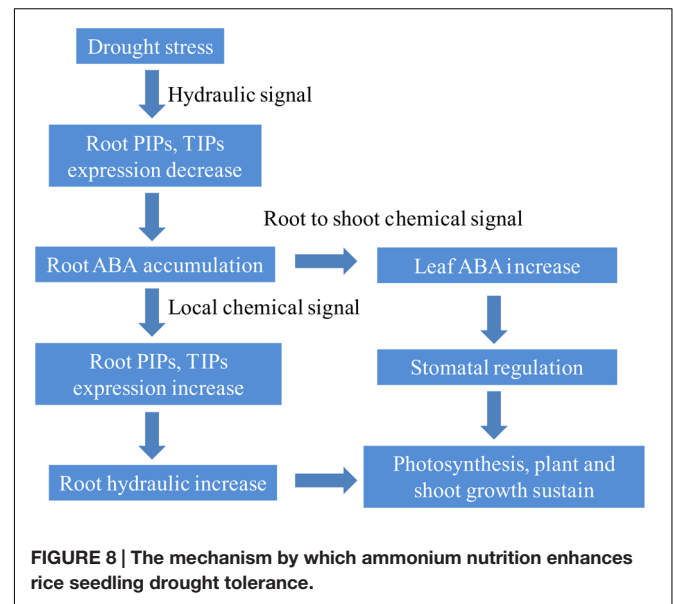 Drought stress
Hydraulic signal
Root PIPs, TIPs
expression decrease
Root to shoot chemical signal
Root ABA accumulation
Leaf ABA increase
Local chemical signal
Root PIPs, TIPs
expression increase
Stomatal regulation
Root hydraulic increase
Photosynthesis, plant and
shoot growth sustain
FIGURE 8 | The mechanism by which ammonium nutrition enhances
rice seedling drought tolerance.